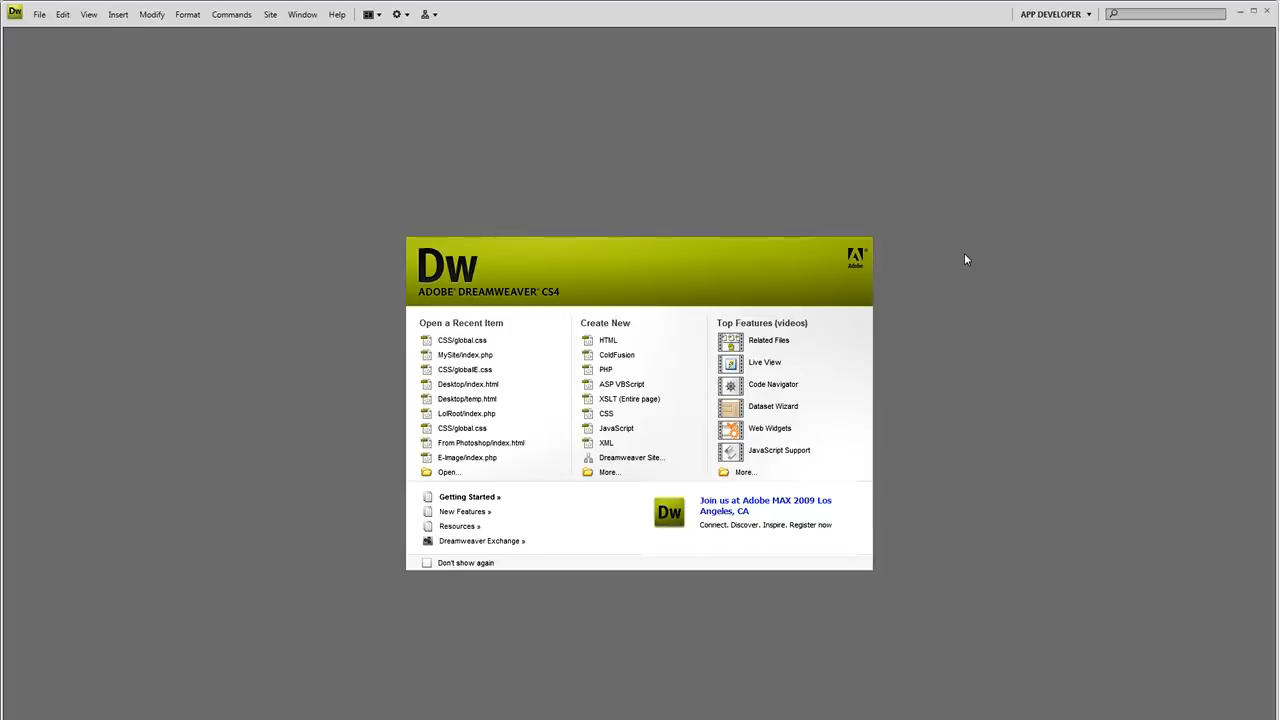 Dw File Edit View Insert Modify Format Commands Site Window Help APP DEVELOPER
Dw
Adobe
ADOBE® DREAMWEAVER® CS4
Open a Recent Item
CSS/global.css
MySite/index.php
CSS/globalIE.css
Desktop/index.html
Desktop/temp.html
LolRoot/index.php
CSS/global.css
From Photoshop/index.html
E-Image/index.php
Open...
Create New
HTML
ColdFusion
PHP
ASP VBScript
XSLT (Entire page)
CSS
JavaScript
XML
Dreamweaver Site...
More...
Top Features (videos)
Related Files
Live View
Code Navigator
Dataset Wizard
Web Widgets
JavaScript Support
More...
Getting Started »
New Features »
Resources »
Dreamweaver Exchange »
Dw
Join us at Adobe MAX 2009 Los
Angeles, CA
Connect. Discover. Inspire. Register now
Don't show again